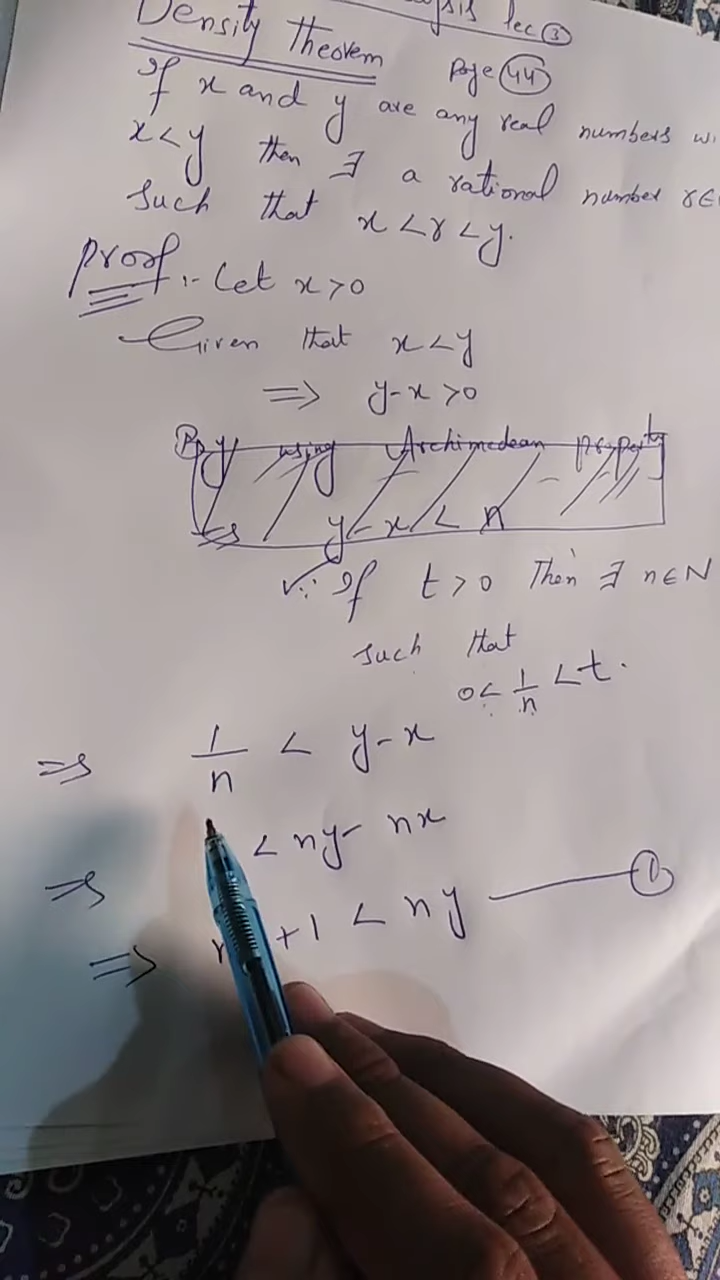 lec ③
Density Theorem Page 44
If x and y are any real numbers
x<y then ∃ a rational number r∈
Such that x<r<y.
Proof:- Let x>0
Given that x<y
⇒ y-x>0
By using Archimedean property
⇒ y-x < n
∵ If t>0 Then ∃ n∈N
such that
0< 1/n <t.
⇒ 1/n < y-x
⇒ < ny- nx
⇒ +1 < ny ①